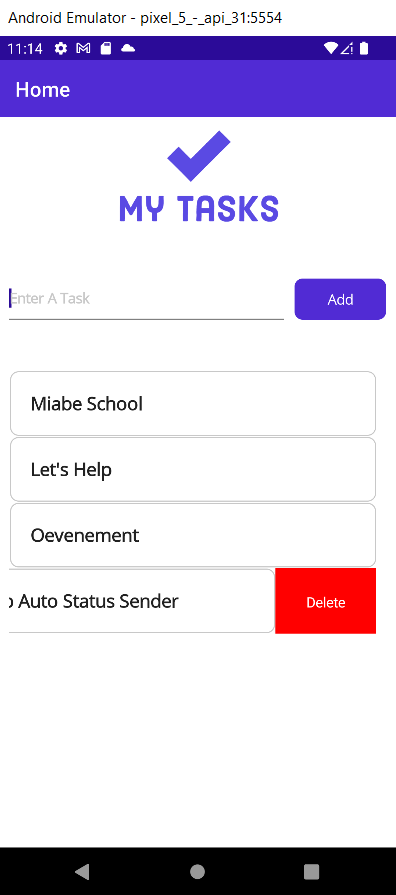 Android Emulator - pixel_5_-_api_31:5554
11:14
Home
MY TASKS
Enter A Task
Add
Miabe School
Let's Help
Oevenement
Auto Status Sender
Delete